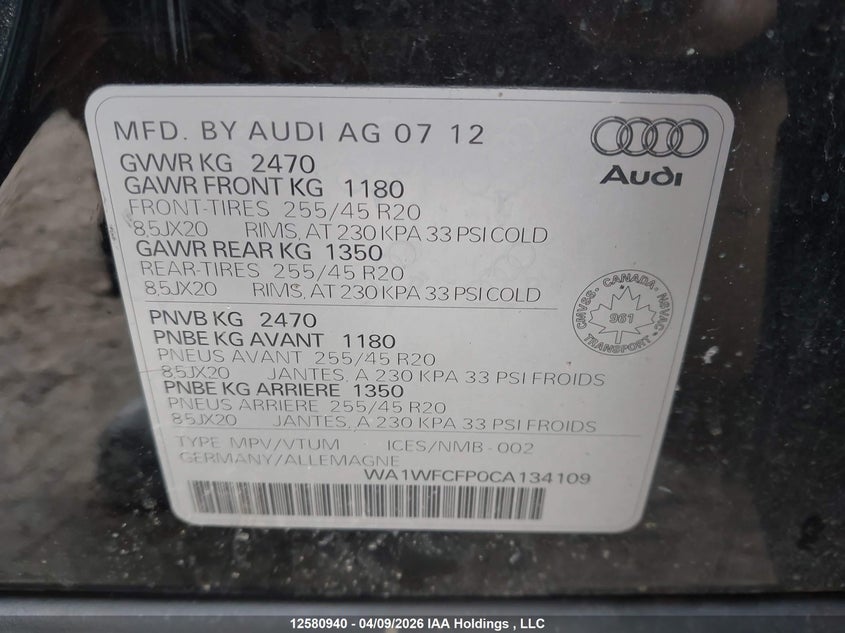 MFD. BY AUDI AG 07 12
Audi
GVWR KG 2470
GAWR FRONT KG 1180
FRONT-TIRES 255/45 R20
8,5JX20 RIMS, AT 230 KPA 33 PSI COLD
GAWR REAR KG 1350
REAR-TIRES 255/45 R20
8,5JX20 RIMS, AT 230 KPA 33 PSI COLD
CMVSS - CANADA - NSVAC
961
TRANSPORT
PNVB KG 2470
PNBE KG AVANT 1180
PNEUS AVANT 255/45 R20
8,5JX20 JANTES, A 230 KPA 33 PSI FROIDS
PNBE KG ARRIERE 1350
PNEUS ARRIERE 255/45 R20
8,5JX20 JANTES, A 230 KPA 33 PSI FROIDS
TYPE MPV/VTUM ICES/NMB - 002
GERMANY/ALLEMAGNE
WA1WFCFP0CA134109
12580940 - 04/09/2026 IAA Holdings , LLC